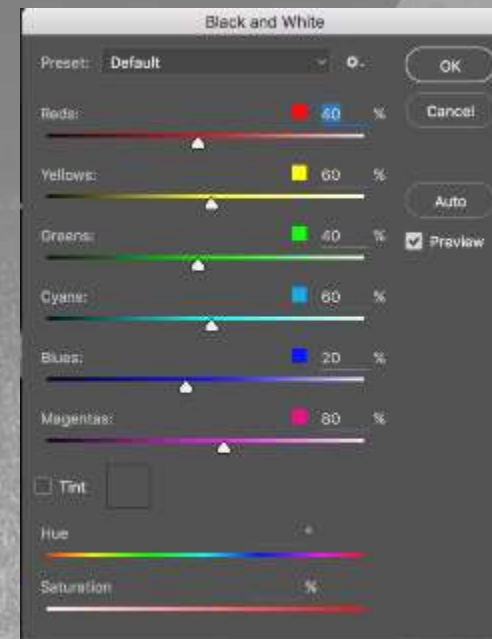 Black and White
Preset: Default
OK
Reds: 40 %
Cancel
Yellows: 60 %
Auto
Greens: 40 %
Preview
Cyans: 60 %
Blues: 20 %
Magentas: 80 %
Tint
Hue °
Saturation %